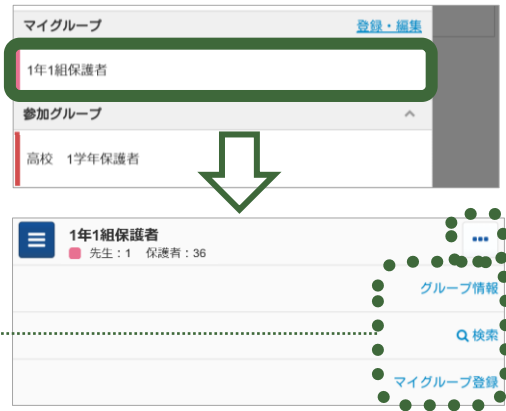 マイグループ 登録・編集
1年1組保護者
参加グループ
高校 1学年保護者
1年1組保護者
先生:1 保護者:36
グループ情報
検索
マイグループ登録